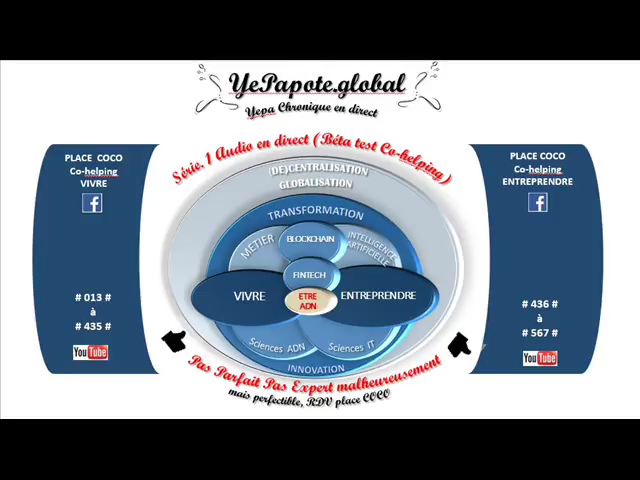 YePapote.global
Yepa Chronique en direct
Série. 1 Audio en direct (Béta test Co-helping)
PLACE COCO
Co-helping
VIVRE
# 013 #
à
# 435 #
YouTube
(DE)CENTRALISATION
GLOBALISATION
TRANSFORMATION
METIER
BLOCKCHAIN
INTELLIGENCE
ARTIFICIELLE
FINTECH
VIVRE
ETRE
ADN
ENTREPRENDRE
Sciences ADN
Sciences IT
INNOVATION
Pas Parfait Pas Expert malheureusement
mais perfectible, RDV place COCO
PLACE COCO
Co-helping
ENTREPRENDRE
# 436 #
à
# 567 #
YouTube